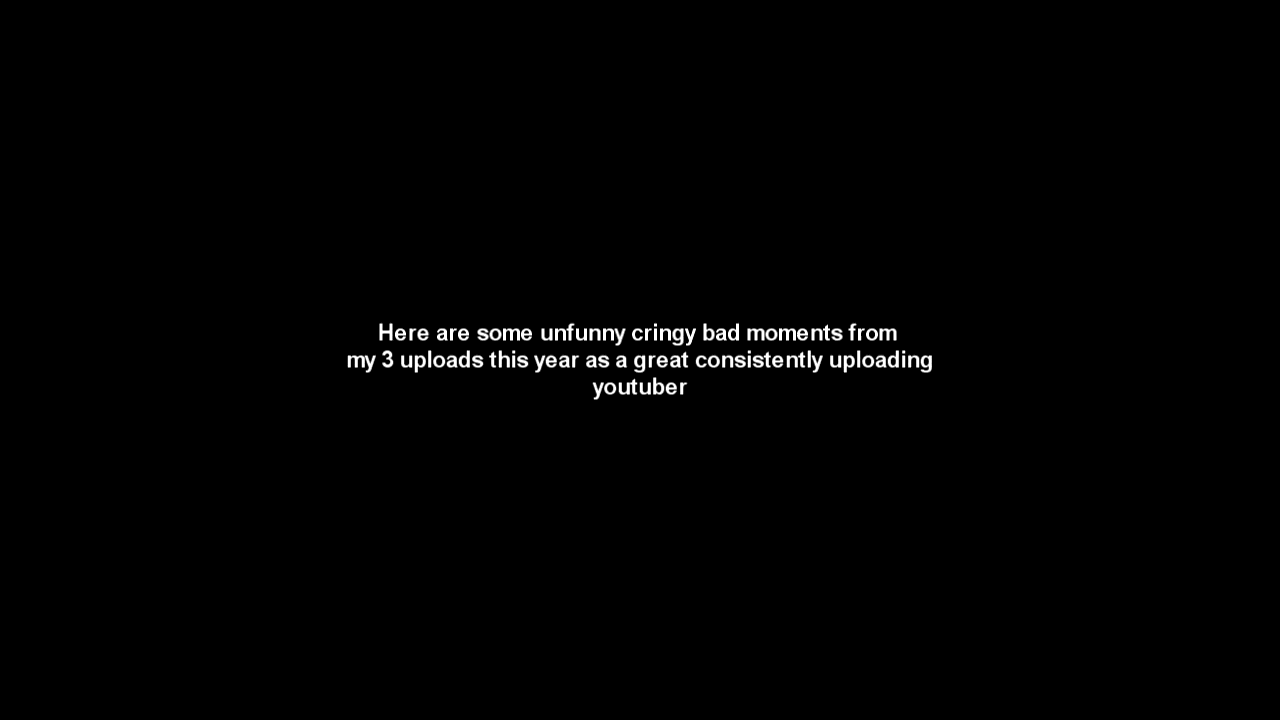 Here are some unfunny cringy bad moments from
my 3 uploads this year as a great consistently uploading
youtuber